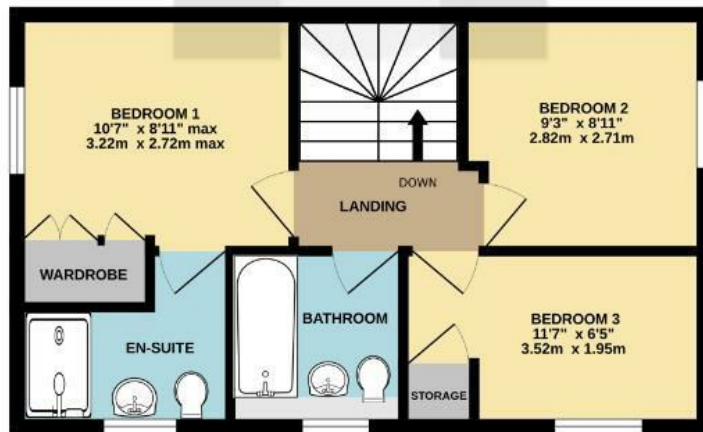 BEDROOM 1
10'7" x 8'11" max
3.22m x 2.72m max
BEDROOM 2
9'3" x 8'11"
2.82m x 2.71m
DOWN
LANDING
WARDROBE
EN-SUITE
BATHROOM
BEDROOM 3
11'7" x 6'5"
3.52m x 1.95m
STORAGE